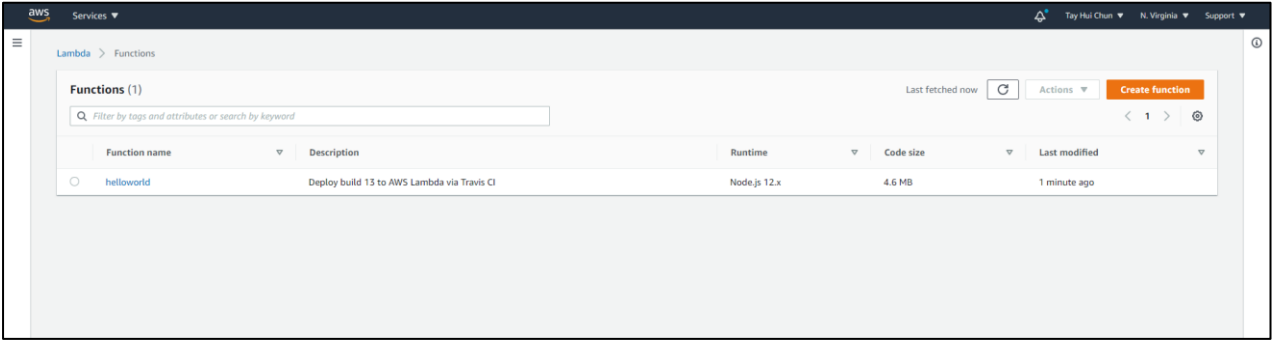 aws Services ▼ Tay Hui Chun ▼ N. Virginia ▼ Support ▼
Lambda > Functions
Functions (1) Last fetched now Actions ▼ Create function
Filter by tags and attributes or search by keyword < 1 >
Function name Description Runtime Code size Last modified
helloworld Deploy build 13 to AWS Lambda via Travis CI Node.js 12.x 4.6 MB 1 minute ago